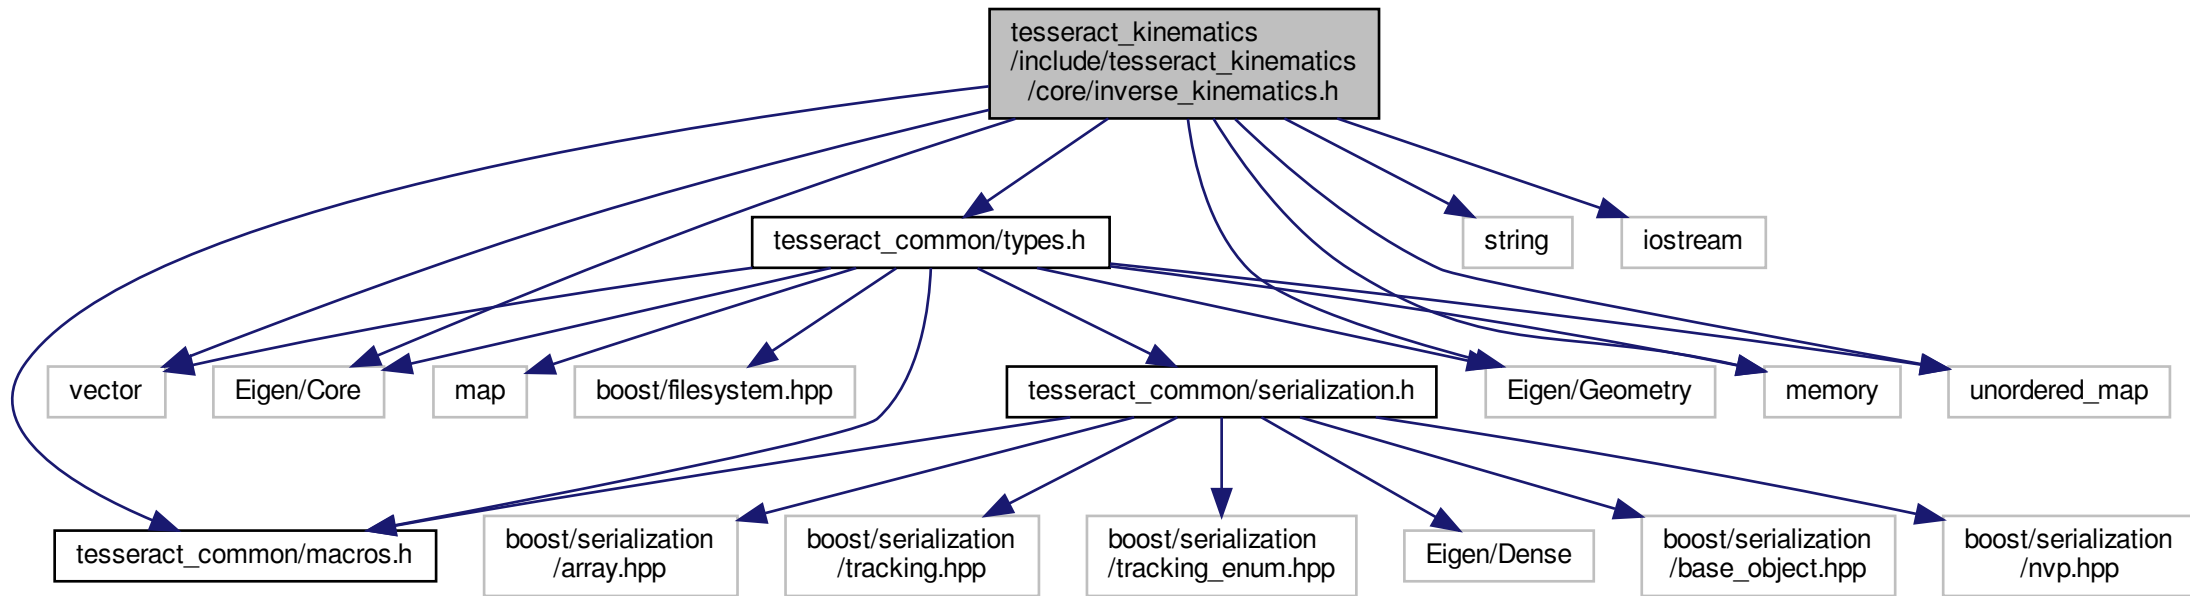 tesseract_kinematics
/include/tesseract_kinematics
/core/inverse_kinematics.h
tesseract_common/types.h
string
iostream
vector
Eigen/Core
map
boost/filesystem.hpp
tesseract_common/serialization.h
Eigen/Geometry
memory
unordered_map
tesseract_common/macros.h
boost/serialization
/array.hpp
boost/serialization
/tracking.hpp
boost/serialization
/tracking_enum.hpp
Eigen/Dense
boost/serialization
/base_object.hpp
boost/serialization
/nvp.hpp